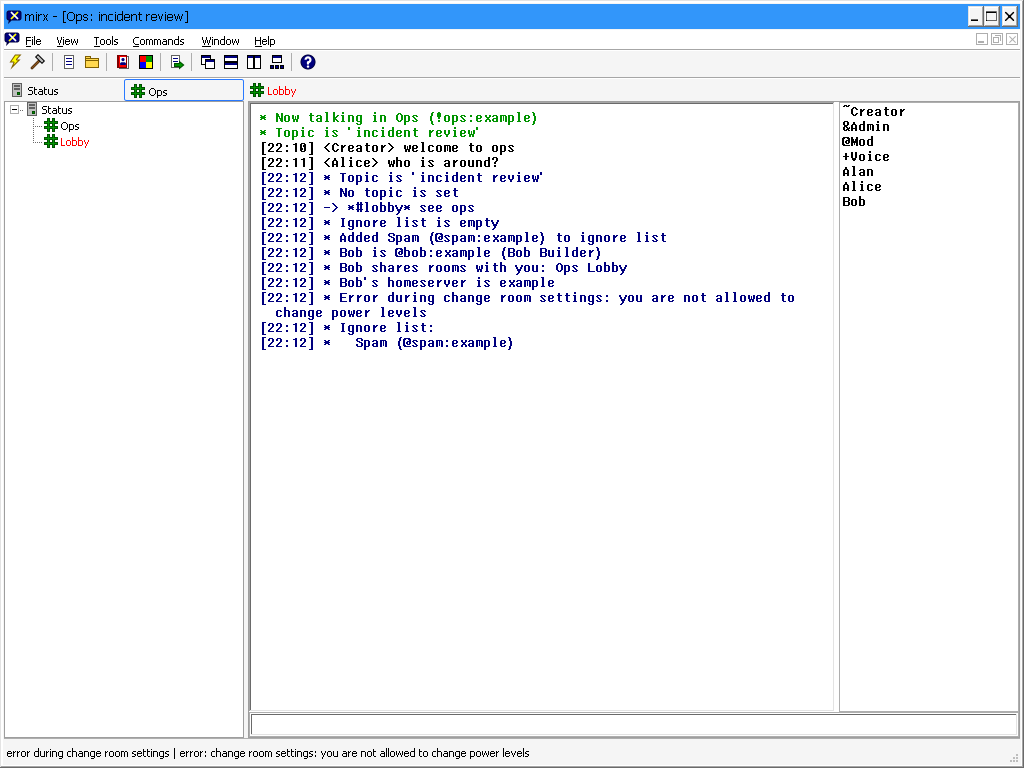 mirx - [Ops: incident review]
File View Tools Commands Window Help
Status Ops Lobby
Status
Ops
Lobby
* Now talking in Ops (!ops:example)
* Topic is 'incident review'
[22:10] <Creator> welcome to ops
[22:11] <Alice> who is around?
[22:12] * Topic is 'incident review'
[22:12] * No topic is set
[22:12] -> *#lobby* see ops
[22:12] * Ignore list is empty
[22:12] * Added Spam (@spam:example) to ignore list
[22:12] * Bob is @bob:example (Bob Builder)
[22:12] * Bob shares rooms with you: Ops Lobby
[22:12] * Bob's homeserver is example
[22:12] * Error during change room settings: you are not allowed to
change power levels
[22:12] * Ignore list:
[22:12] *   Spam (@spam:example)
~Creator
&Admin
@Mod
+Voice
Alan
Alice
Bob
error during change room settings | error: change room settings: you are not allowed to change power levels